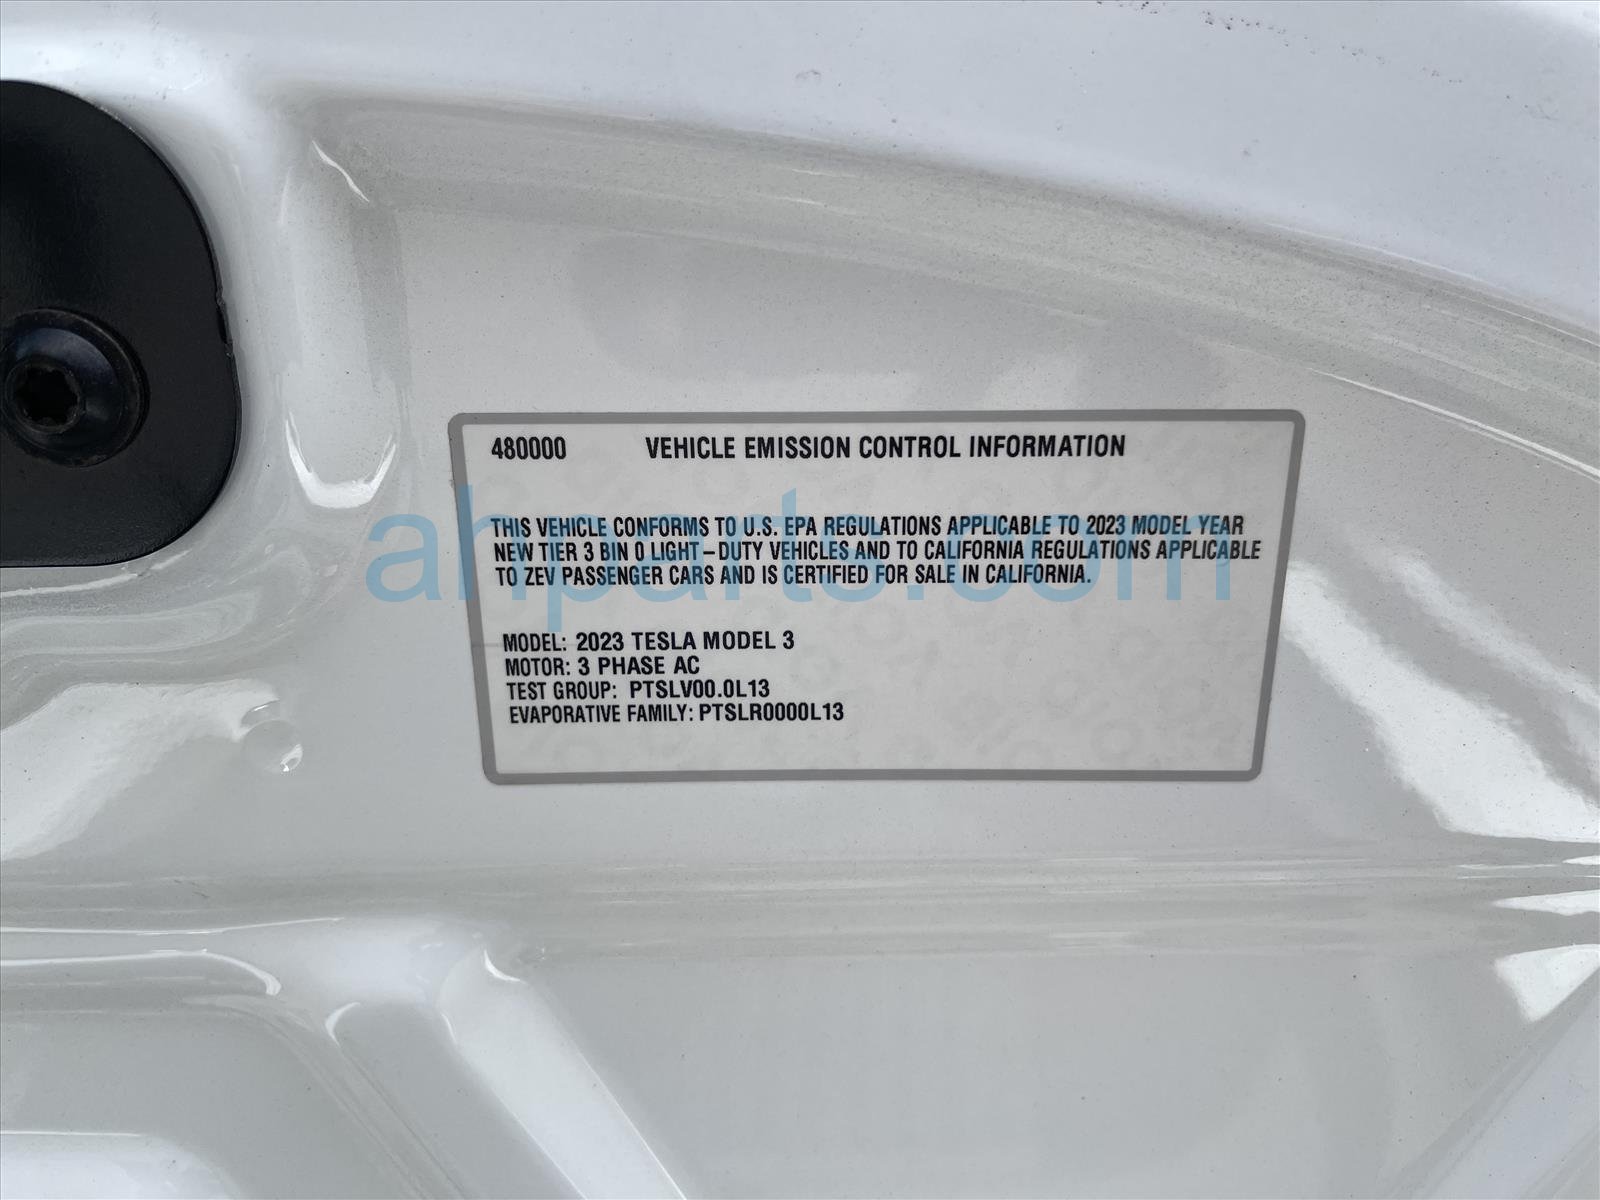 480000 VEHICLE EMISSION CONTROL INFORMATION
THIS VEHICLE CONFORMS TO U.S. EPA REGULATIONS APPLICABLE TO 2023 MODEL YEAR
NEW TIER 3 BIN 0 LIGHT-DUTY VEHICLES AND TO CALIFORNIA REGULATIONS APPLICABLE
TO ZEV PASSENGER CARS AND IS CERTIFIED FOR SALE IN CALIFORNIA.
ahparts.com
MODEL: 2023 TESLA MODEL 3
MOTOR: 3 PHASE AC
TEST GROUP: PTSLV00.0L13
EVAPORATIVE FAMILY: PTSLR0000L13